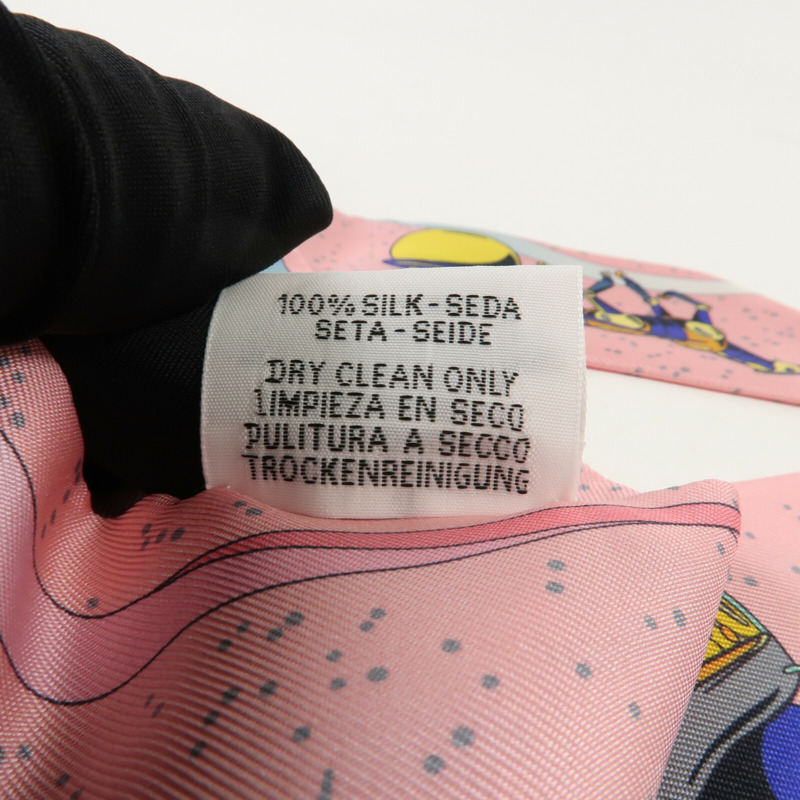 100% SILK-SEDA
SETA-SEIDE
DRY CLEAN ONLY
LIMPIEZA EN SECO
PULITURA A SECCO
TROCKENREINIGUNG